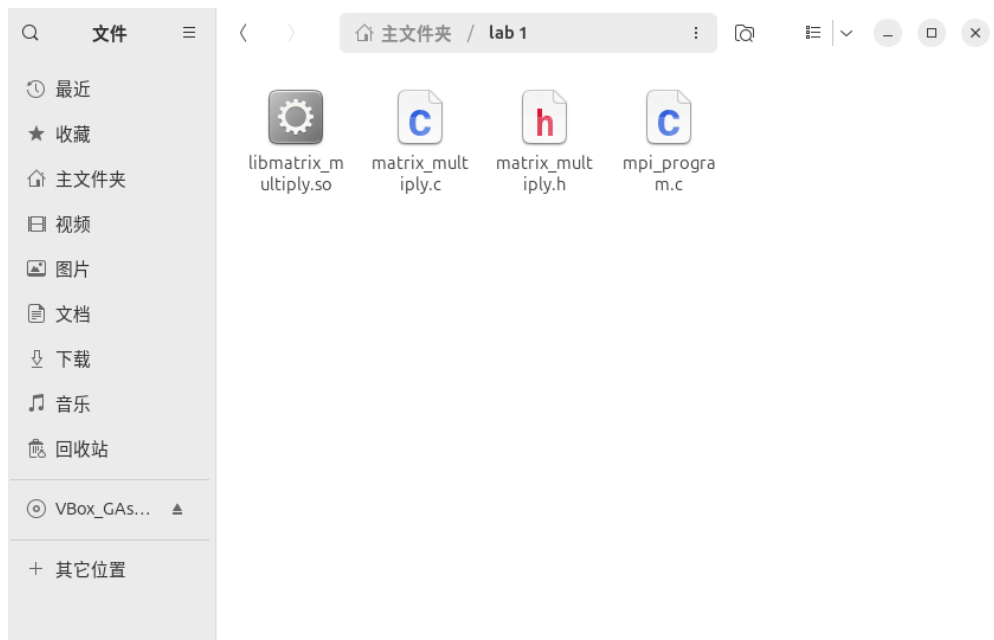 文件
主文件夹 / lab 1
最近
收藏
主文件夹
视频
图片
文档
下载
音乐
回收站
VBox_GAs...
其它位置
libmatrix_m
ultiply.so
matrix_mult
iply.c
matrix_mult
iply.h
mpi_progra
m.c